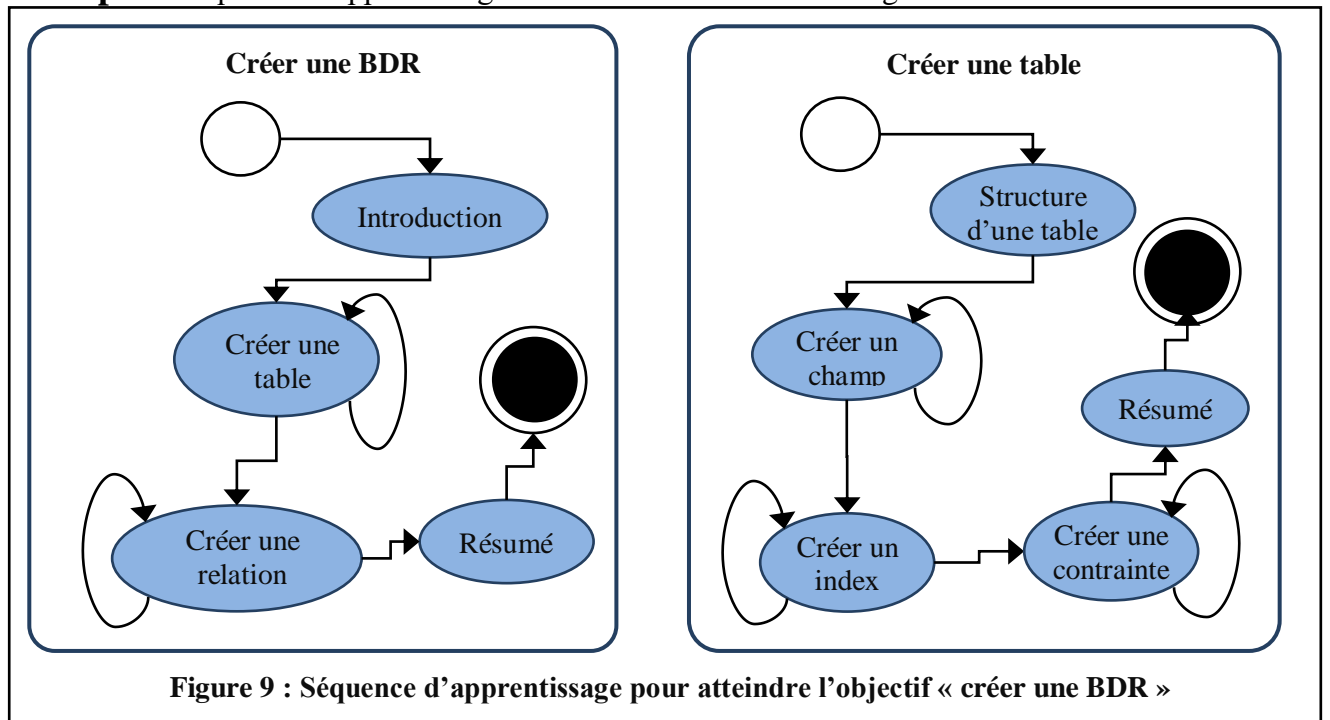 Créer une BDR
Introduction
Créer une
table
Créer une
relation
Résumé
Créer une table
Structure
d’une table
Créer un
champ
Créer un
index
Créer une
contrainte
Résumé
Figure 9 : Séquence d’apprentissage pour atteindre l’objectif « créer une BDR »